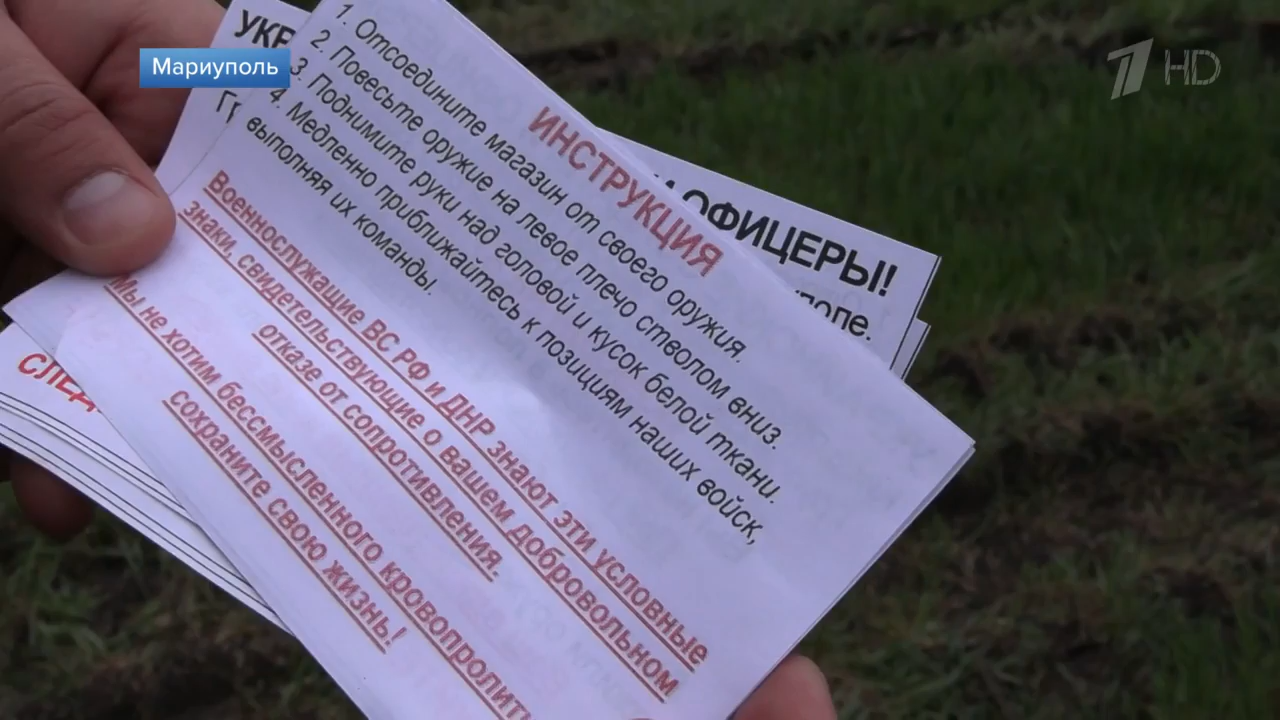 Мариуполь
1 HD
ИНСТРУКЦИЯ
1. Отсоедините магазин от своего оружия.
2. Повесьте оружие на левое плечо стволом вниз.
3. Поднимите руки над головой и кусок белой ткани.
4. Медленно приближайтесь к позициям наших войск,
выполняя их команды.
Военнослужащие ВС РФ и ДНР знают эти условные
знаки, свидетельствующие о вашем добровольном
отказе от сопротивления.
Мы не хотим бессмысленного
сохраните свою жизнь!
ОФИЦЕРЫ!